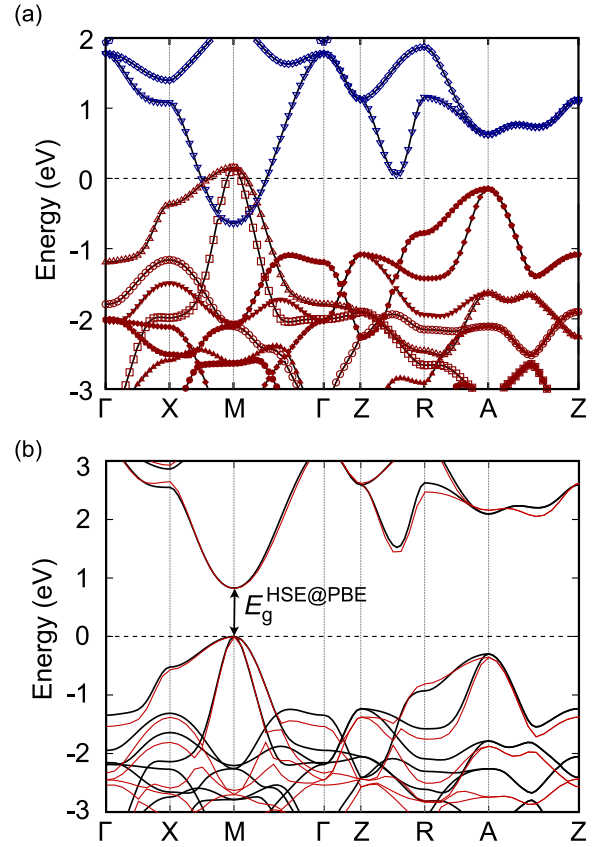 (a)
2
1
0
-1
-2
-3
Energy (eV)
Γ X M Γ Z R A Z
(b)
3
2
1
0
-1
-2
-3
Energy (eV)
E_g^HSE@PBE
Γ X M Γ Z R A Z